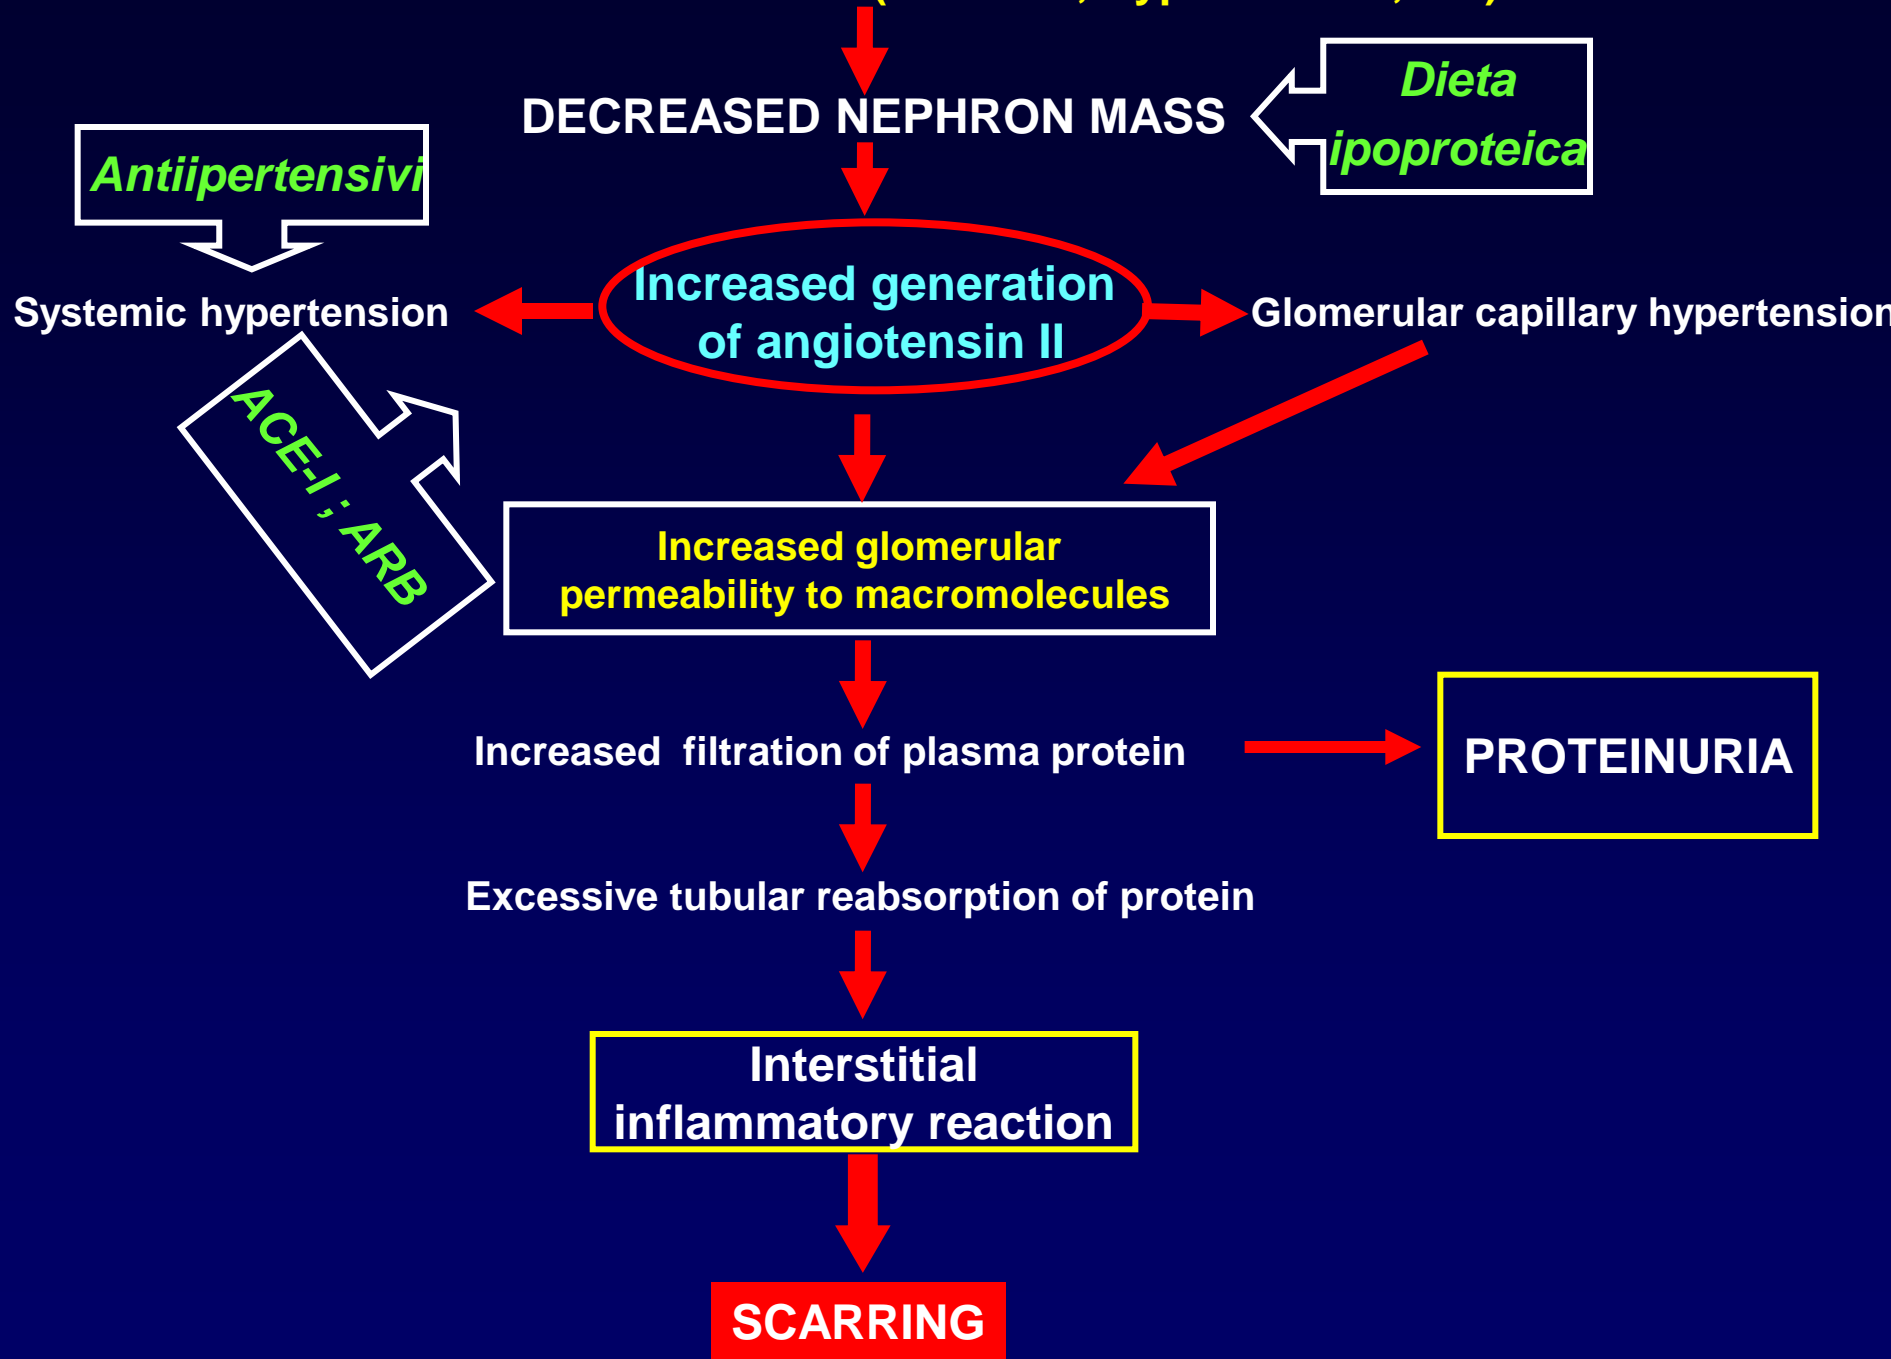 DECREASED NEPHRON MASS
Dieta
ipoproteica
Antiipertensivi
Increased generation
of angiotensin II
Systemic hypertension
Glomerular capillary hypertension
ACE-I ; ARB
Increased glomerular
permeability to macromolecules
Increased filtration of plasma protein
PROTEINURIA
Excessive tubular reabsorption of protein
Interstitial
inflammatory reaction
SCARRING